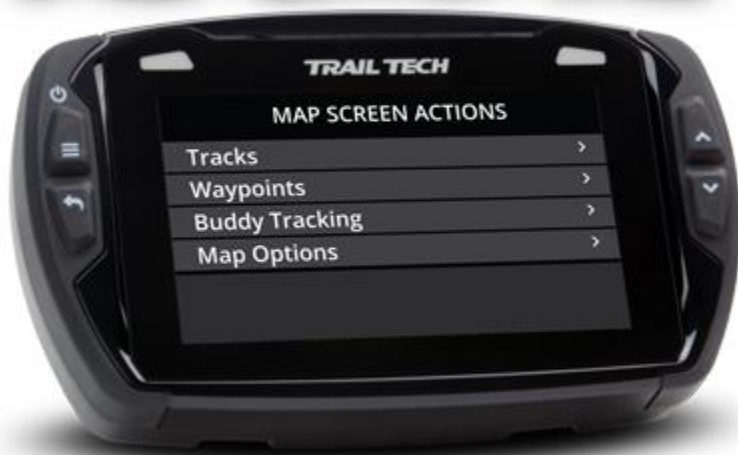 TRAIL TECH
MAP SCREEN ACTIONS
Tracks
Waypoints
Buddy Tracking
Map Options